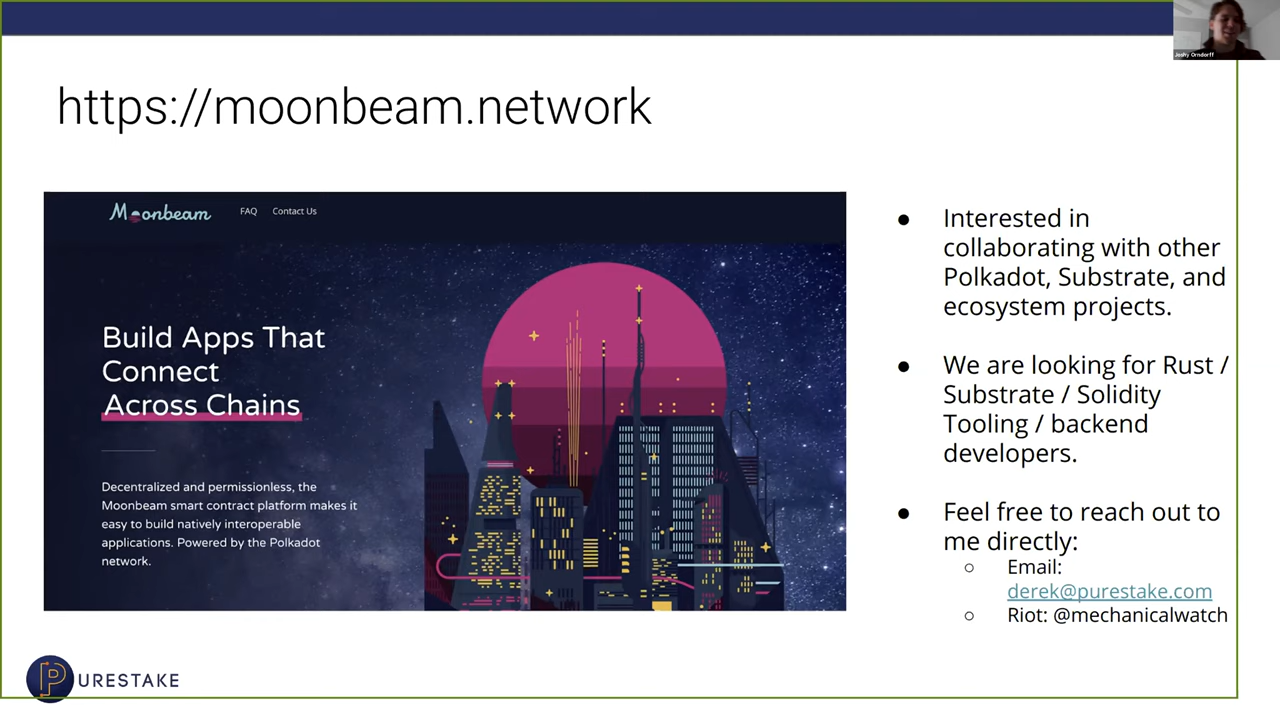 Joshy Orndorff
https://moonbeam.network
Moonbeam
FAQ
Contact Us
Build Apps That
Connect
Across Chains
Decentralized and permissionless, the
Moonbeam smart contract platform makes it
easy to build natively interoperable
applications. Powered by the Polkadot
network.
● Interested in
collaborating with other
Polkadot, Substrate, and
ecosystem projects.
● We are looking for Rust /
Substrate / Solidity
Tooling / backend
developers.
● Feel free to reach out to
me directly:
○ Email:
derek@purestake.com
○ Riot: @mechanicalwatch
PURESTAKE